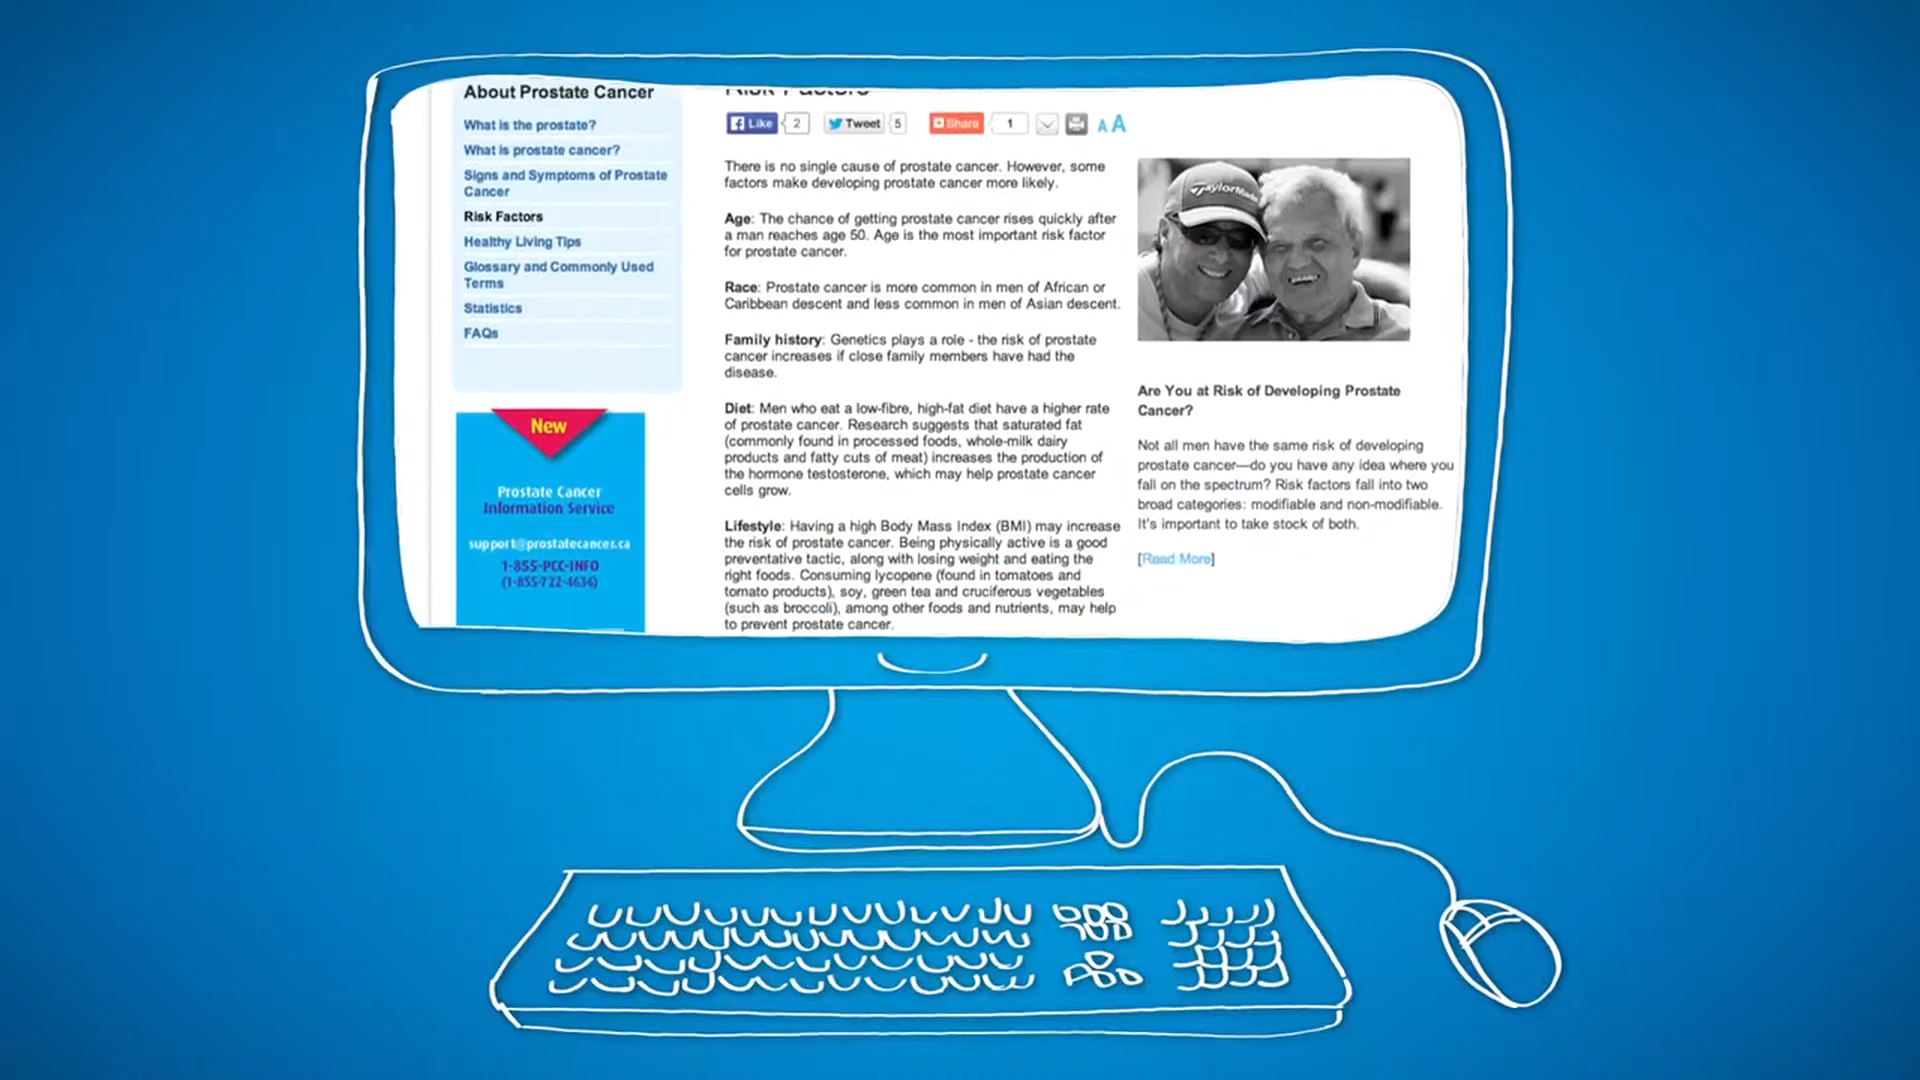 About Prostate Cancer
What is the prostate?
What is prostate cancer?
Signs and Symptoms of Prostate
Cancer
Risk Factors
Healthy Living Tips
Glossary and Commonly Used
Terms
Statistics
FAQs
New
Prostate Cancer
Information Service
support@prostatecancer.ca
1-855-PCC-INFO
(1-855-722-4636)
Risk Factors
Like 2 Tweet 5 Share 1 A A
There is no single cause of prostate cancer. However, some
factors make developing prostate cancer more likely.
Age: The chance of getting prostate cancer rises quickly after
a man reaches age 50. Age is the most important risk factor
for prostate cancer.
Race: Prostate cancer is more common in men of African or
Caribbean descent and less common in men of Asian descent.
Family history: Genetics plays a role - the risk of prostate
cancer increases if close family members have had the
disease.
Diet: Men who eat a low-fibre, high-fat diet have a higher rate
of prostate cancer. Research suggests that saturated fat
(commonly found in processed foods, whole-milk dairy
products and fatty cuts of meat) increases the production of
the hormone testosterone, which may help prostate cancer
cells grow.
Lifestyle: Having a high Body Mass Index (BMI) may increase
the risk of prostate cancer. Being physically active is a good
preventative tactic, along with losing weight and eating the
right foods. Consuming lycopene (found in tomatoes and
tomato products), soy, green tea and cruciferous vegetables
(such as broccoli), among other foods and nutrients, may help
to prevent prostate cancer.
TaylorMade
Are You at Risk of Developing Prostate
Cancer?
Not all men have the same risk of developing
prostate cancer—do you have any idea where you
fall on the spectrum? Risk factors fall into two
broad categories: modifiable and non-modifiable.
It's important to take stock of both.
[Read More]